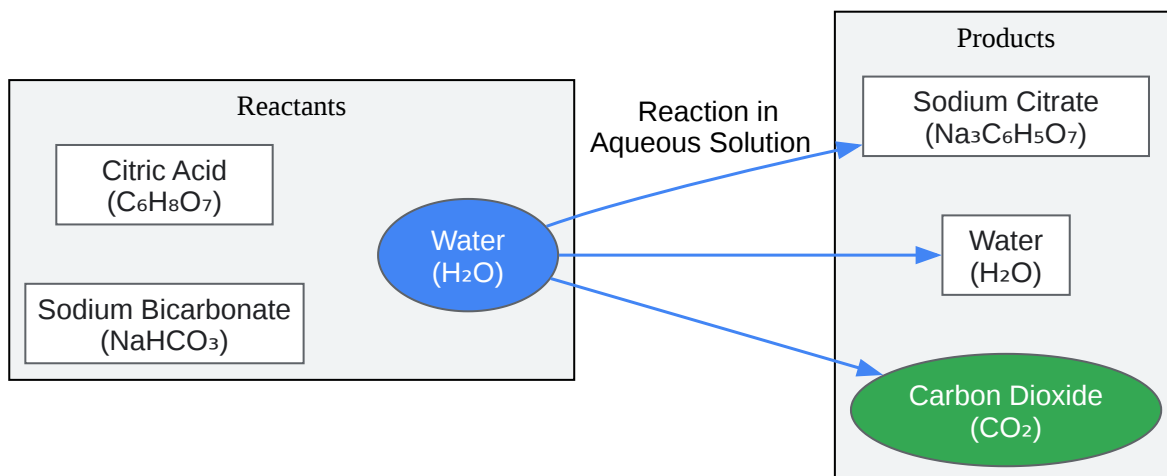 Reactants
Citric Acid
(C₆H₈O₇)
Sodium Bicarbonate
(NaHCO₃)
Water
(H₂O)
Reaction in
Aqueous Solution
Products
Sodium Citrate
(Na₃C₆H₅O₇)
Water
(H₂O)
Carbon Dioxide
(CO₂)